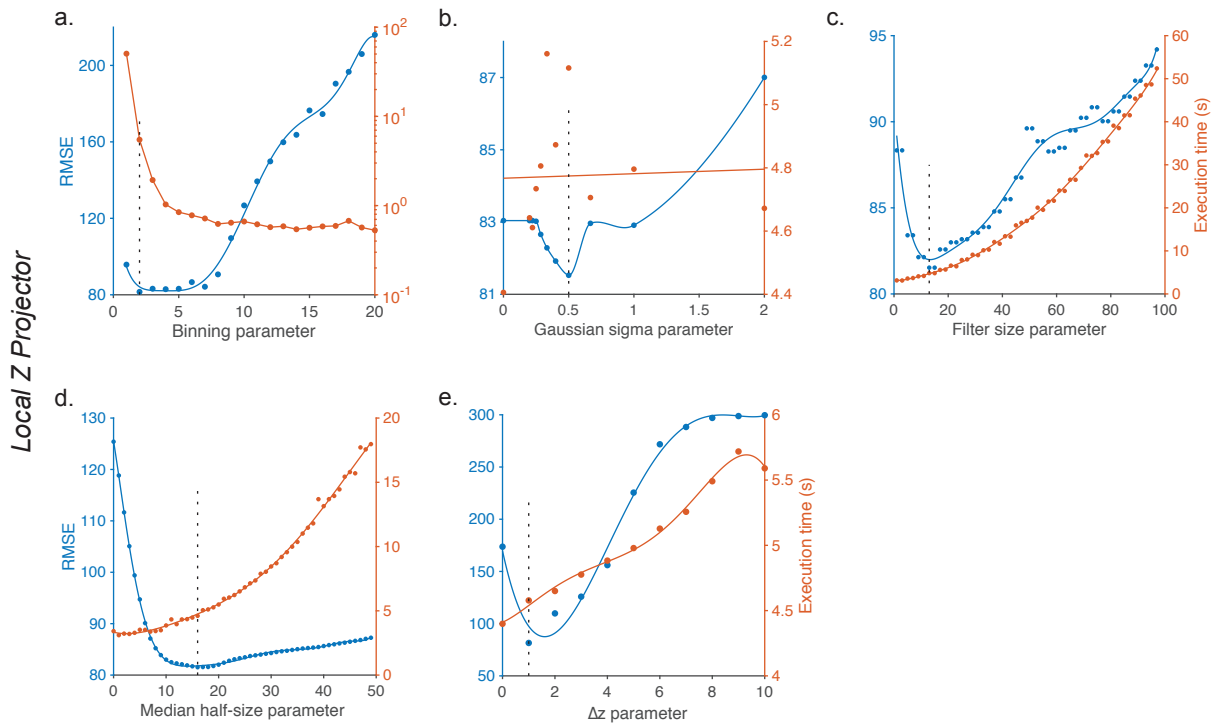 Local Z Projector
a.
RMSE
200
160
120
80
10^2
10^1
10^0
10^-1
0 5 10 15 20
Binning parameter
b.
87
85
83
81
5.2
5
4.8
4.6
4.4
0 0.5 1 1.5 2
Gaussian sigma parameter
c.
95
90
85
80
60
50
40
30
20
10
0
Execution time (s)
0 20 40 60 80 100
Filter size parameter
d.
RMSE
130
120
110
100
90
80
20
15
10
5
0
0 10 20 30 40 50
Median half-size parameter
e.
300
250
200
150
100
50
6
5.5
5
4.5
4
Execution time (s)
0 2 4 6 8 10
Δz parameter